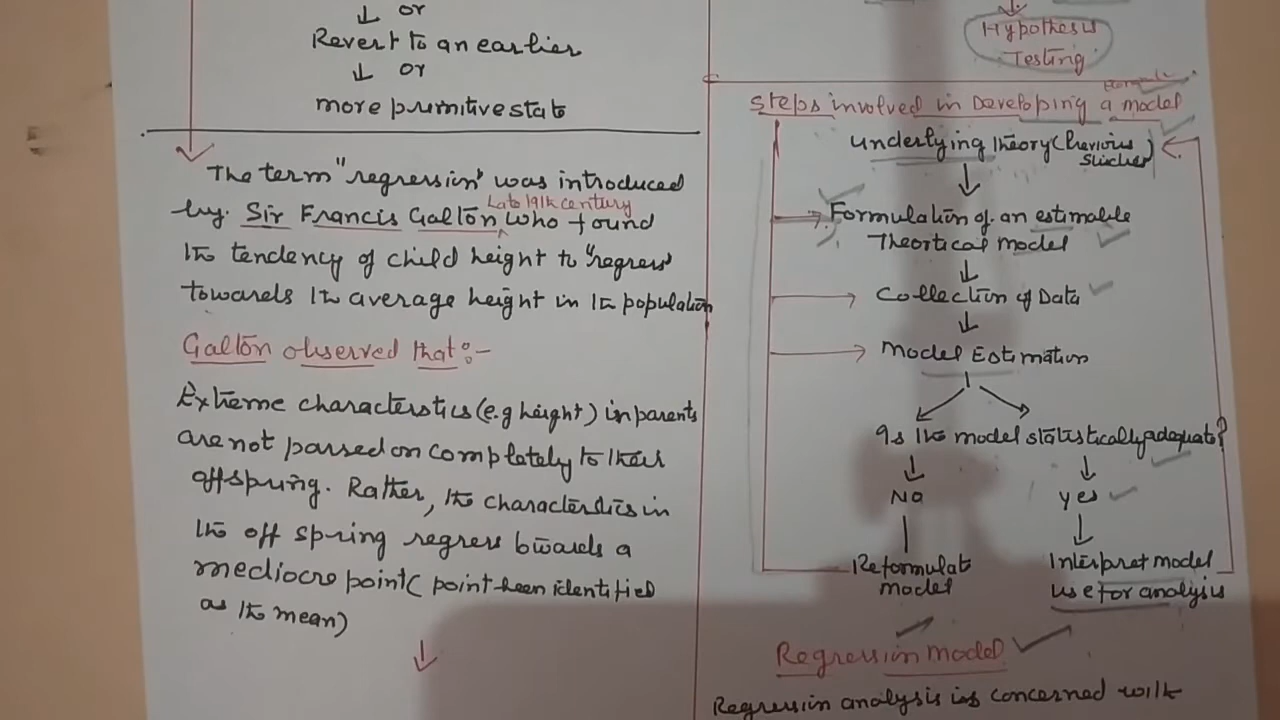 ↓ or
Revert to an earlier
↓ or
more primitive state
The term "regression" was introduced
by Sir Francis Galton, who found
Late 19th century
the tendency of child height to "regress"
towards the average height in the population
Galton observed that:-
Extreme characterstics (e.g height) in parents
are not passed on completely to their
offspring. Rather, the characteristics in
the off spring regress towards a
mediocre point (point been identified
as the mean)
↓
↓
Hypothesis
Testing
Steps involved in Developing a model
underlying theory (Previous
Studies)
↓
Formulation of an estimable
Theortical model
↓
Collection of Data
↓
Model Estimation
Is the model statistically adequate?
↓ ↓
No Yes
↓
Reformulat Interpret model
model use for analysis
Regression model
Regression analysis is concerned with